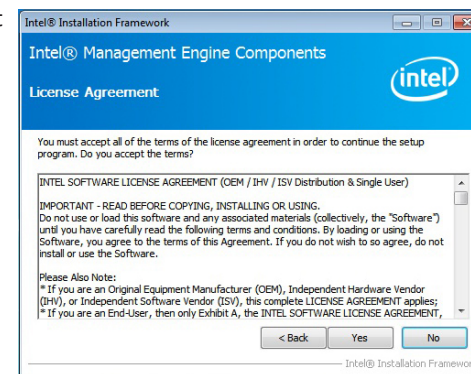 Intel® Installation Framework
Intel® Management Engine Components
License Agreement
intel
You must accept all of the terms of the license agreement in order to continue the setup
program. Do you accept the terms?
INTEL SOFTWARE LICENSE AGREEMENT (OEM / IHV / ISV Distribution & Single User)
IMPORTANT - READ BEFORE COPYING, INSTALLING OR USING.
Do not use or load this software and any associated materials (collectively, the "Software")
until you have carefully read the following terms and conditions. By loading or using the
Software, you agree to the terms of this Agreement. If you do not wish to so agree, do not
install or use the Software.
Please Also Note:
* If you are an Original Equipment Manufacturer (OEM), Independent Hardware Vendor
(IHV), or Independent Software Vendor (ISV), this complete LICENSE AGREEMENT applies;
* If you are an End-User, then only Exhibit A, the INTEL SOFTWARE LICENSE AGREEMENT,
< Back Yes No
Intel® Installation Framewor